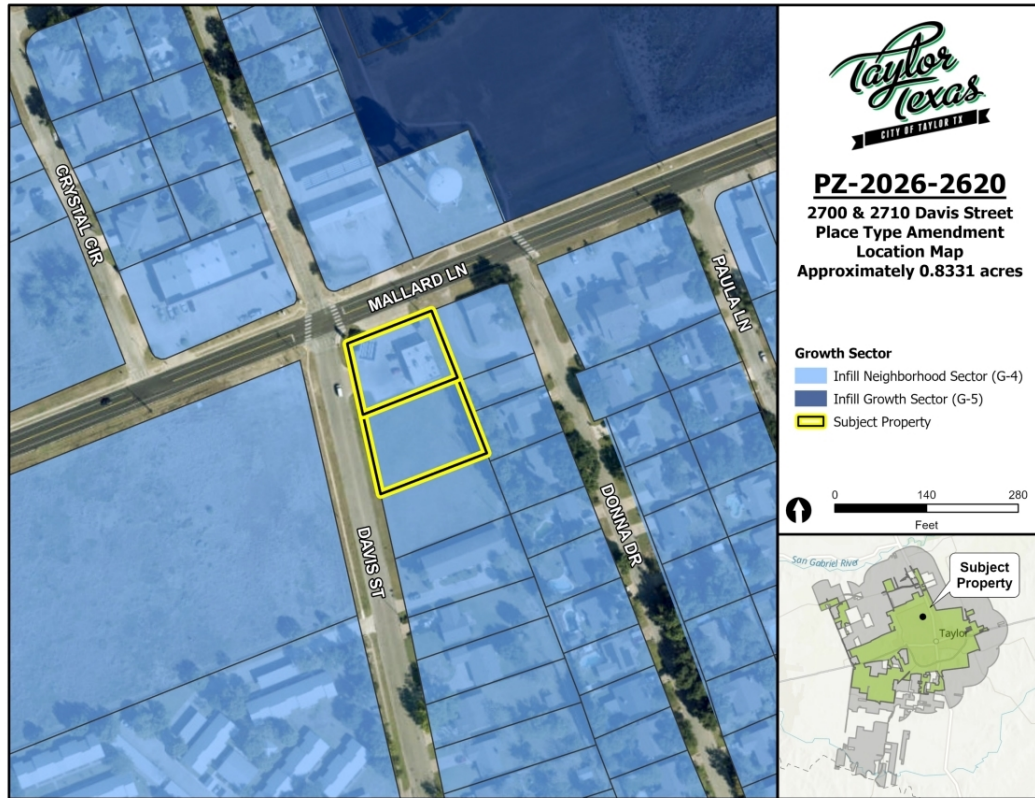 Taylor
Texas
CITY OF TAYLOR TX
PZ-2026-2620
2700 & 2710 Davis Street
Place Type Amendment
Location Map
Approximately 0.8331 acres
Growth Sector
Infill Neighborhood Sector (G-4)
Infill Growth Sector (G-5)
Subject Property
0 140 280
Feet
CRYSTAL CIR
MALLARD LN
PAULA LN
DONNA DR
DAVIS ST
San Gabriel River
Subject
Property
Taylor